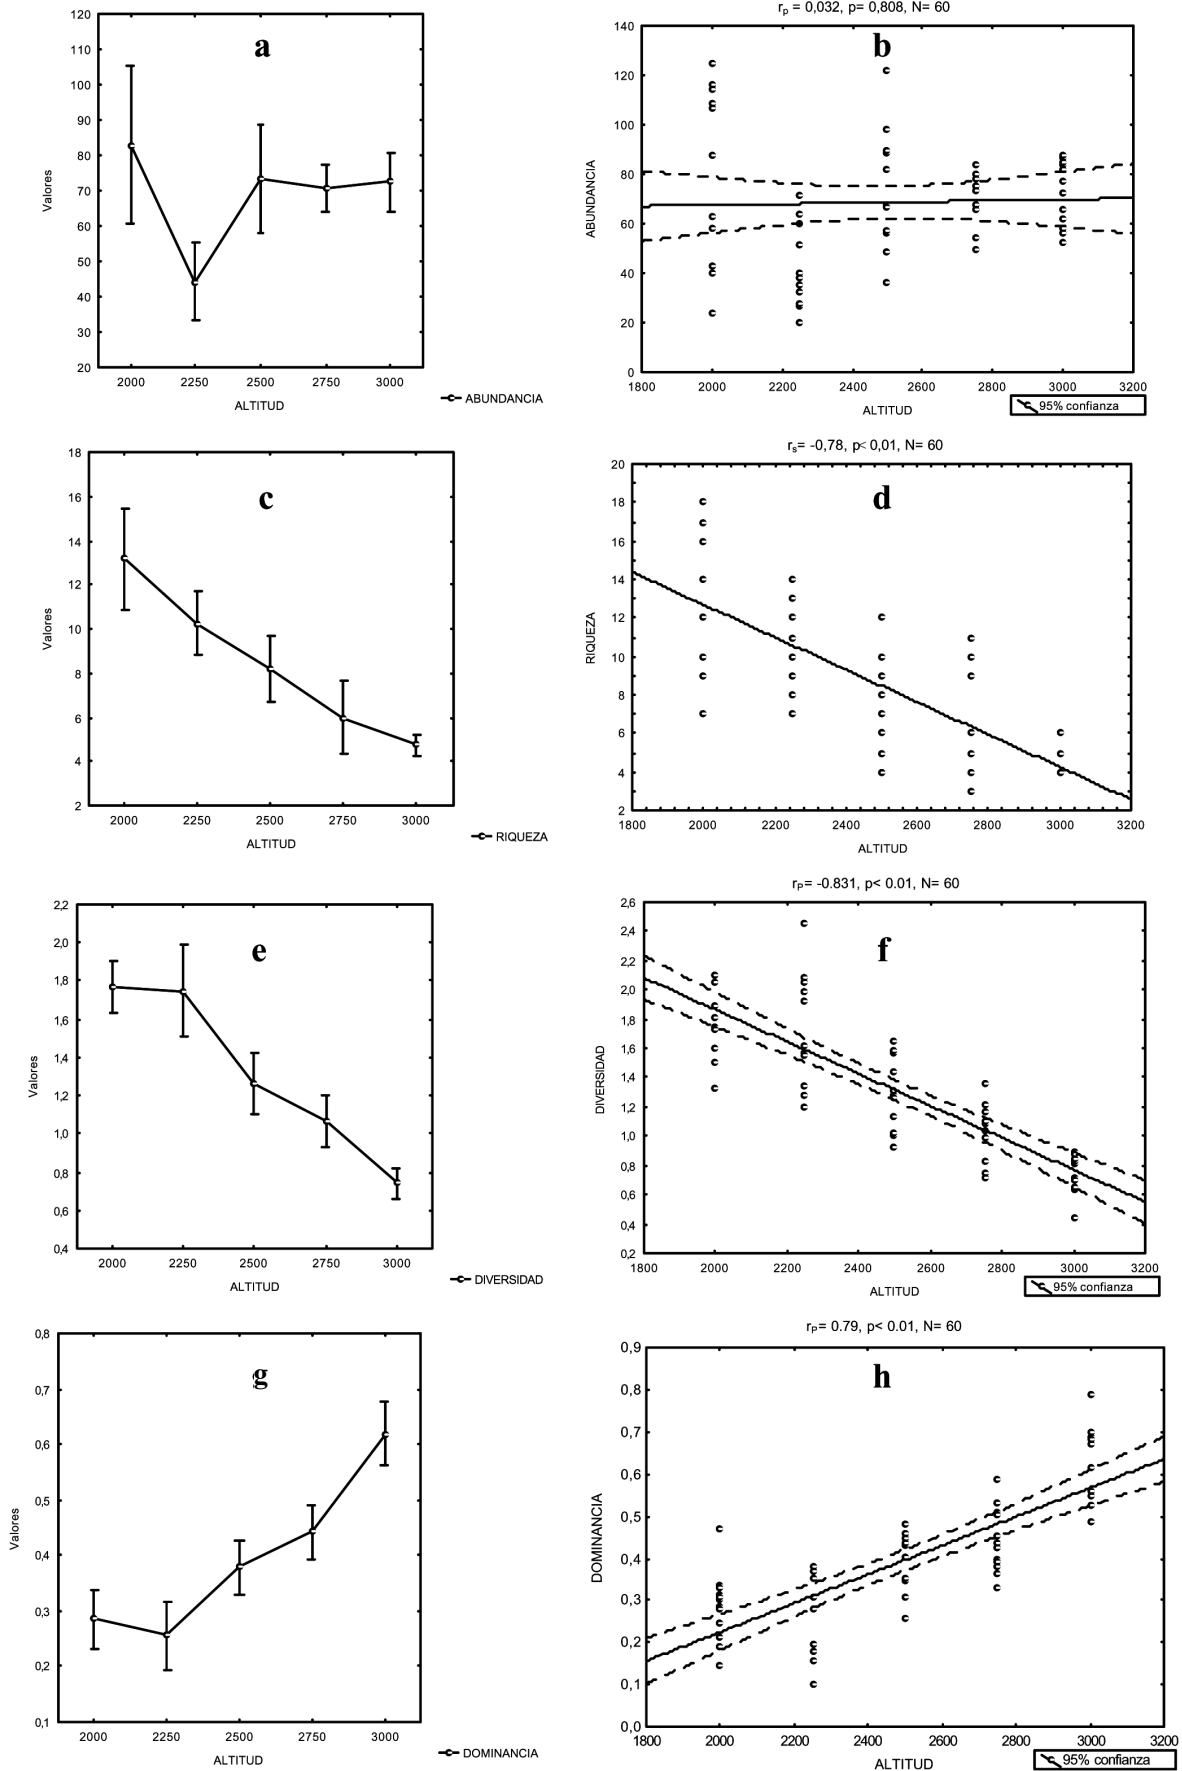 a
120
110
100
90
80
70
60
50
40
30
20
Valores
2000 2250 2500 2750 3000
ALTITUD
ABUNDANCIA
rp = 0,032, p= 0,808, N= 60
b
140
120
100
80
60
40
20
0
ABUNDANCIA
1800 2000 2200 2400 2600 2800 3000 3200
ALTITUD
95% confianza
c
18
16
14
12
10
8
6
4
2
Valores
2000 2250 2500 2750 3000
ALTITUD
RIQUEZA
rs= -0,78, p< 0,01, N= 60
d
20
18
16
14
12
10
8
6
4
2
RIQUEZA
1800 2000 2200 2400 2600 2800 3000 3200
ALTITUD
e
2,2
2,0
1,8
1,6
1,4
1,2
1,0
0,8
0,6
0,4
Valores
2000 2250 2500 2750 3000
ALTITUD
DIVERSIDAD
rP= -0.831, p< 0.01, N= 60
f
2,6
2,4
2,2
2,0
1,8
1,6
1,4
1,2
1,0
0,8
0,6
0,4
0,2
DIVERSIDAD
1800 2000 2200 2400 2600 2800 3000 3200
ALTITUD
95% confianza
g
0,8
0,7
0,6
0,5
0,4
0,3
0,2
0,1
Valores
2000 2250 2500 2750 3000
ALTITUD
DOMINANCIA
rP= 0.79, p< 0.01, N= 60
h
0,9
0,8
0,7
0,6
0,5
0,4
0,3
0,2
0,1
0,0
DOMINANCIA
1800 2000 2200 2400 2600 2800 3000 3200
ALTITUD
95% confianza